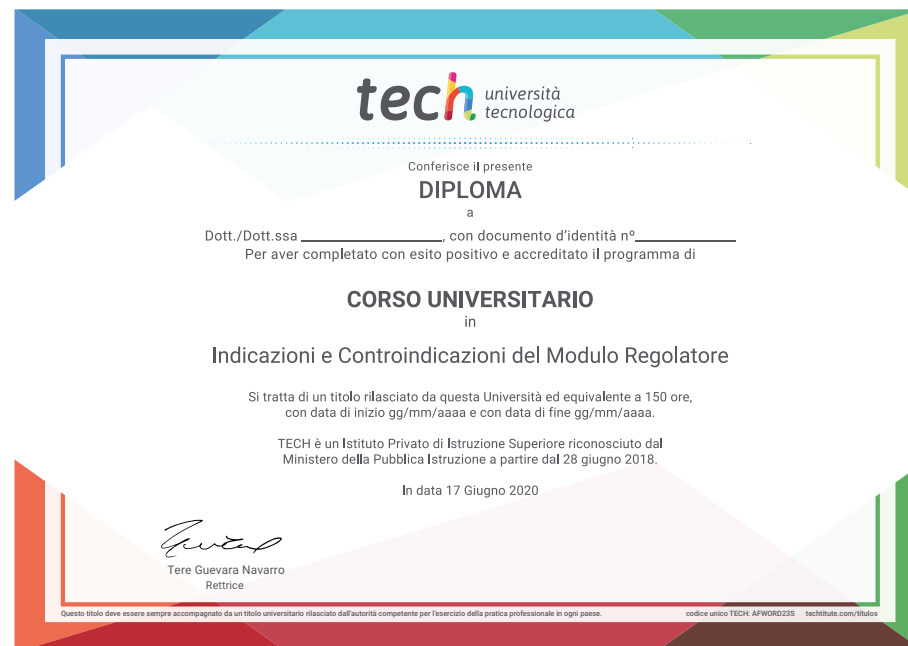 tech università
tecnologica
Conferisce il presente
DIPLOMA
a
Dott./Dott.ssa ____________________, con documento d'identità nº______________
Per aver completato con esito positivo e accreditato il programma di
CORSO UNIVERSITARIO
in
Indicazioni e Controindicazioni del Modulo Regolatore
Si tratta di un titolo rilasciato da questa Università ed equivalente a 150 ore,
con data di inizio gg/mm/aaaa e con data di fine gg/mm/aaaa.
TECH è un Istituto Privato di Istruzione Superiore riconosciuto dal
Ministero della Pubblica Istruzione a partire dal 28 giugno 2018.
In data 17 Giugno 2020
Tere Guevara Navarro
Rettrice
Questo titolo deve essere sempre accompagnato da un titolo universitario rilasciato dall'autorità competente per l'esercizio della pratica professionale in ogni paese. codice unico TECH: AFWORD23S techtitute.com/títulos